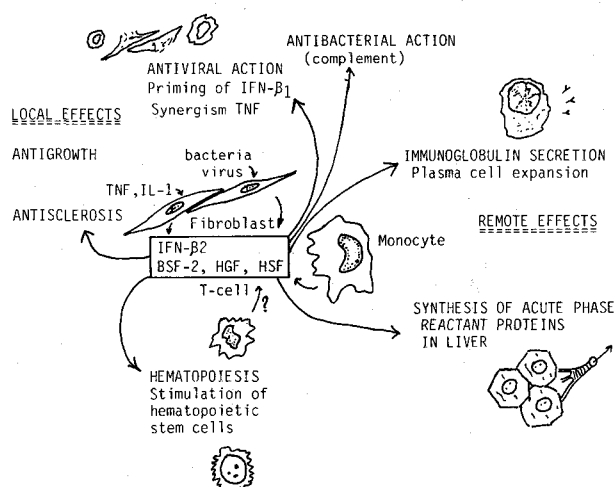 ANTIBACTERIAL ACTION
(complement)
ANTIVIRAL ACTION
Priming of IFN-β1
Synergism TNF
LOCAL EFFECTS
ANTIGROWTH
ANTISCLEROSIS
bacteria
virus
TNF, IL-1
Fibroblast
IFN-β2
BSF-2, HGF, HSF
T-cell
?
Monocyte
IMMUNOGLOBULIN SECRETION
Plasma cell expansion
REMOTE EFFECTS
SYNTHESIS OF ACUTE PHASE
REACTANT PROTEINS
IN LIVER
HEMATOPOIESIS
Stimulation of
hematopoietic
stem cells